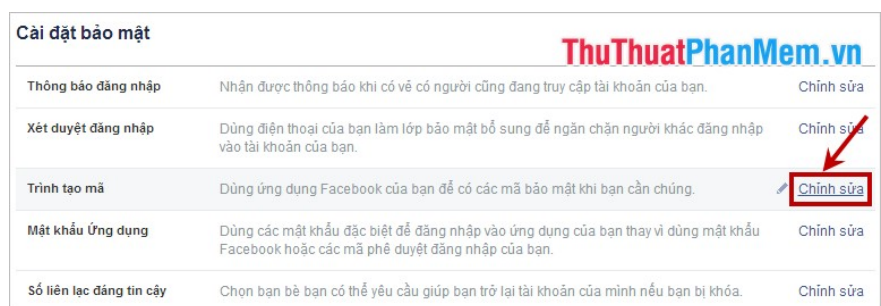 Cài đặt bảo mật
ThuThuatPhanMem.vn
Thông báo đăng nhập Nhận được thông báo khi có vẻ có người cũng đang truy cập tài khoản của bạn. Chỉnh sửa
Xét duyệt đăng nhập Dùng điện thoại của bạn làm lớp bảo mật bổ sung để ngăn chặn người khác đăng nhập Chỉnh sửa
vào tài khoản của bạn.
Trình tạo mã Dùng ứng dụng Facebook của bạn để có các mã bảo mật khi bạn cần chúng. Chỉnh sửa
Mật khẩu Ứng dụng Dùng các mật khẩu đặc biệt để đăng nhập vào ứng dụng của bạn thay vì dùng mật khẩu Chỉnh sửa
Facebook hoặc các mã phê duyệt đăng nhập của bạn.
Số liên lạc đáng tin cậy Chọn bạn bè bạn có thể yêu cầu giúp bạn trở lại tài khoản của mình nếu bạn bị khóa. Chỉnh sửa